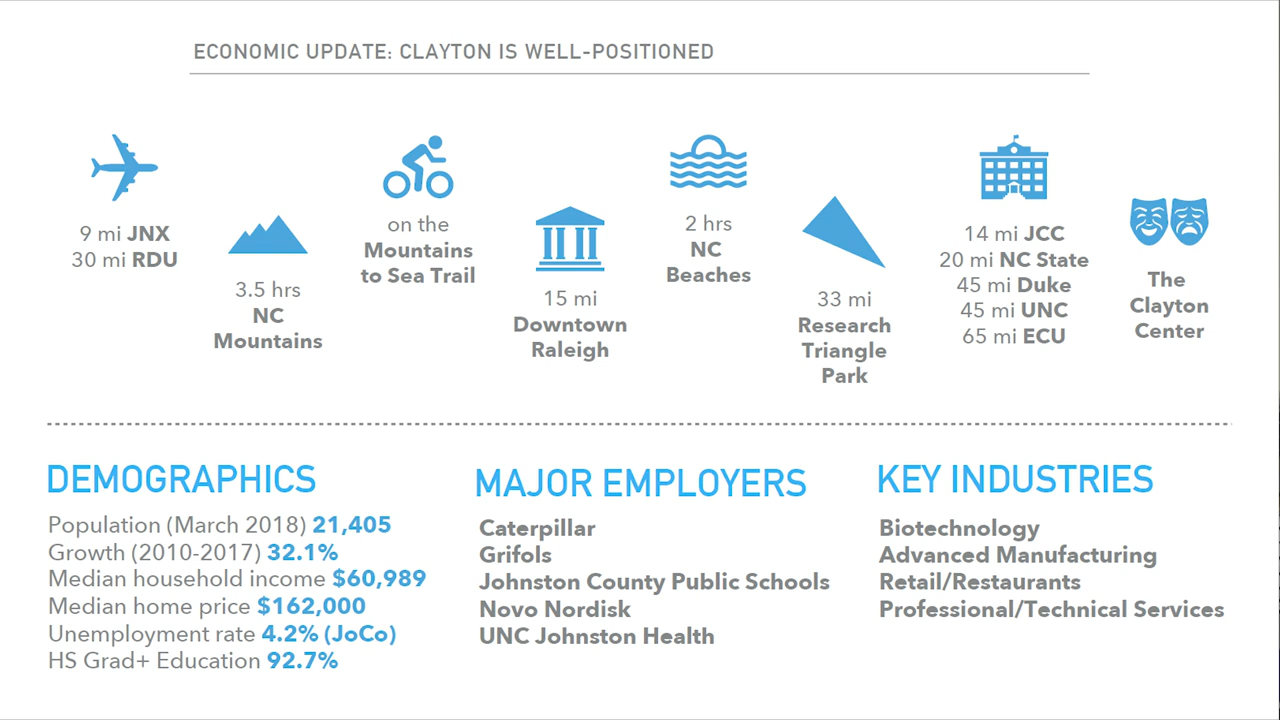 ECONOMIC UPDATE: CLAYTON IS WELL-POSITIONED
9 mi JNX
30 mi RDU
3.5 hrs
NC
Mountains
on the
Mountains
to Sea Trail
15 mi
Downtown
Raleigh
2 hrs
NC
Beaches
33 mi
Research
Triangle
Park
14 mi JCC
20 mi NC State
45 mi Duke
45 mi UNC
65 mi ECU
The
Clayton
Center
DEMOGRAPHICS
Population (March 2018) 21,405
Growth (2010-2017) 32.1%
Median household income $60,989
Median home price $162,000
Unemployment rate 4.2% (JoCo)
HS Grad+ Education 92.7%
MAJOR EMPLOYERS
Caterpillar
Grifols
Johnston County Public Schools
Novo Nordisk
UNC Johnston Health
KEY INDUSTRIES
Biotechnology
Advanced Manufacturing
Retail/Restaurants
Professional/Technical Services